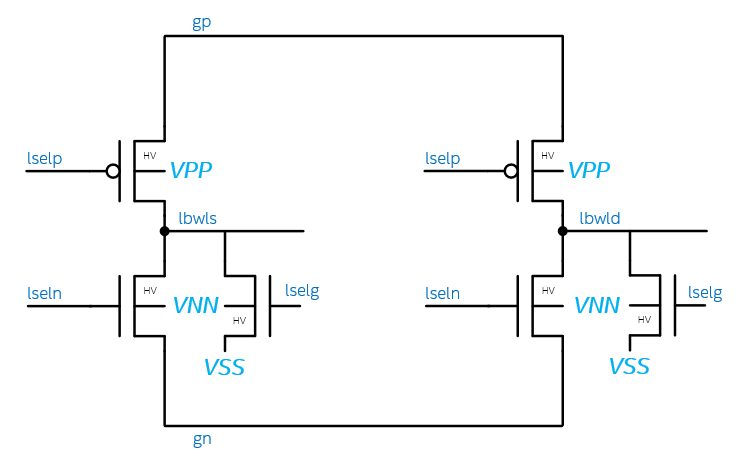 gp
lselp
HV
VPP
lselp
HV
VPP
lbwls
lbwld
lseln
HV
VNN
HV
lselg
VSS
lseln
HV
VNN
HV
lselg
VSS
gn